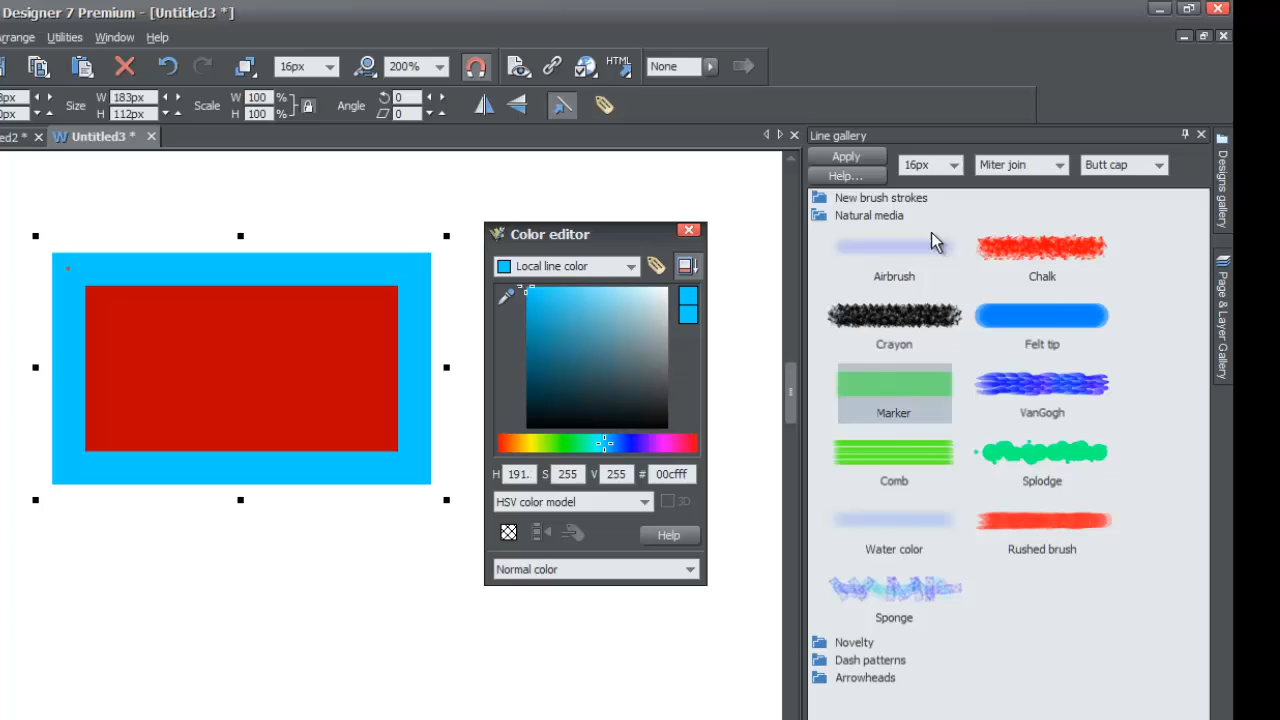 Designer 7 Premium - [Untitled3 *]
Arrange Utilities Window Help
16px 200% HTML None
Size W 183px H 112px Scale W 100 H 100 % % Angle 0 0
Untitled3 *
Line gallery
Apply
Help...
16px Miter join Butt cap
New brush strokes
Natural media
Airbrush Chalk
Crayon Felt tip
Marker VanGogh
Comb Splodge
Water color Rushed brush
Sponge
Novelty
Dash patterns
Arrowheads
Color editor
Local line color
H 191. S 255 V 255 # 00cfff
HSV color model 3D
Help
Normal color
Designs gallery
Page & Layer Gallery